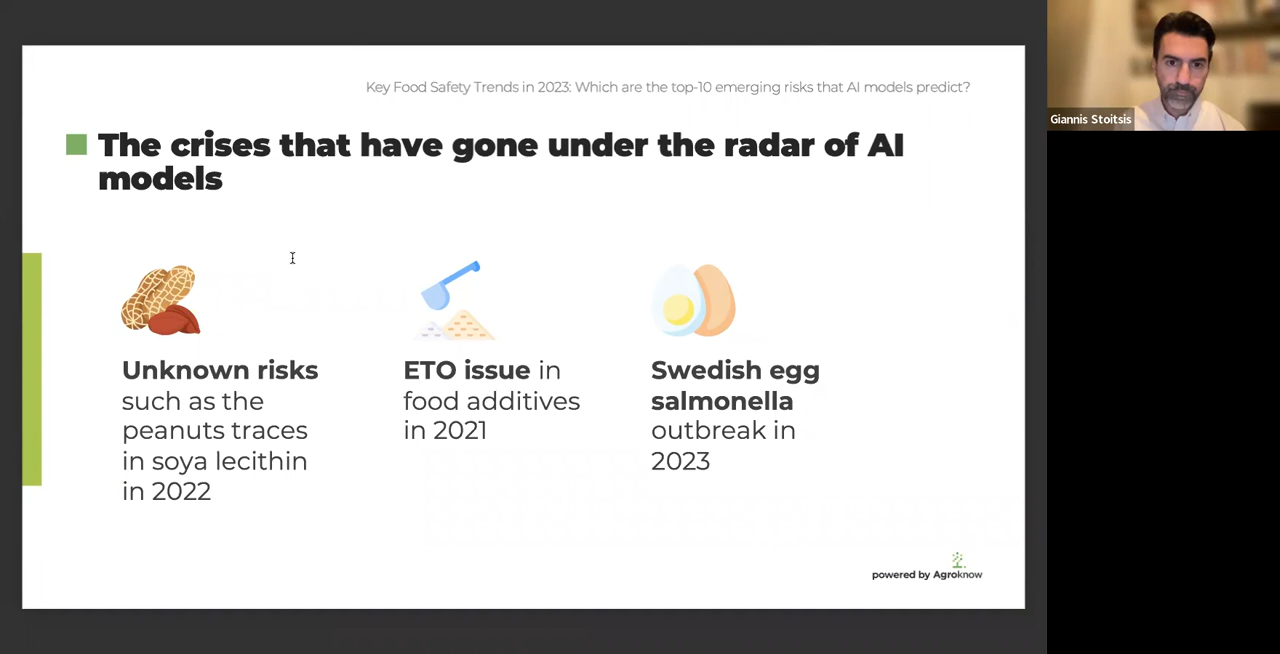 Key Food Safety Trends in 2023: Which are the top-10 emerging risks that AI models predict?
The crises that have gone under the radar of AI
models
Unknown risks
such as the
peanuts traces
in soya lecithin
in 2022
ETO issue in
food additives
in 2021
Swedish egg
salmonella
outbreak in
2023
powered by Agroknow
Giannis Stoitsis